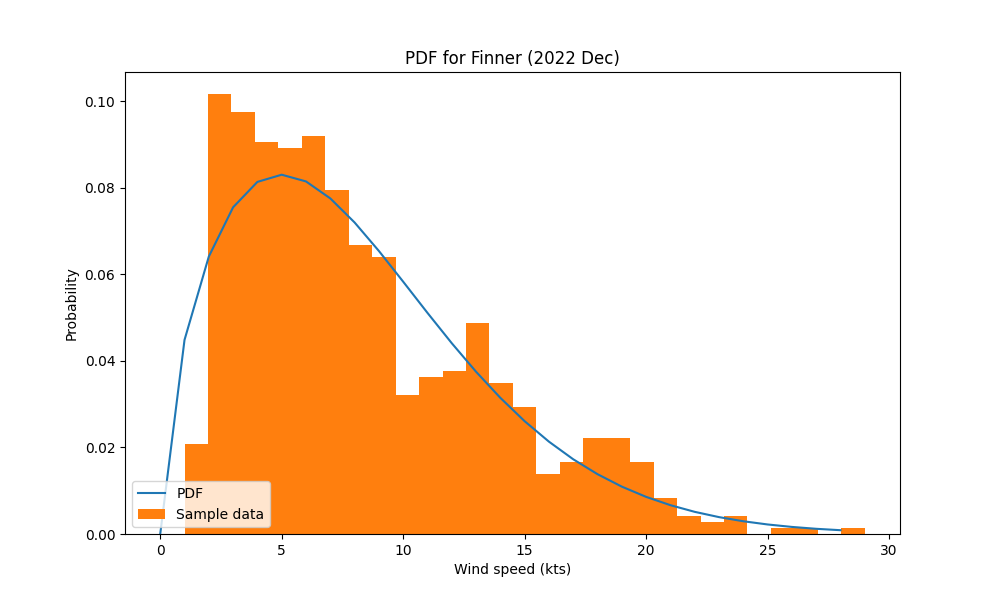 PDF for Finner (2022 Dec)
0.10
0.08
0.06
0.04
0.02
0.00
Probability
PDF
Sample data
0 5 10 15 20 25 30
Wind speed (kts)